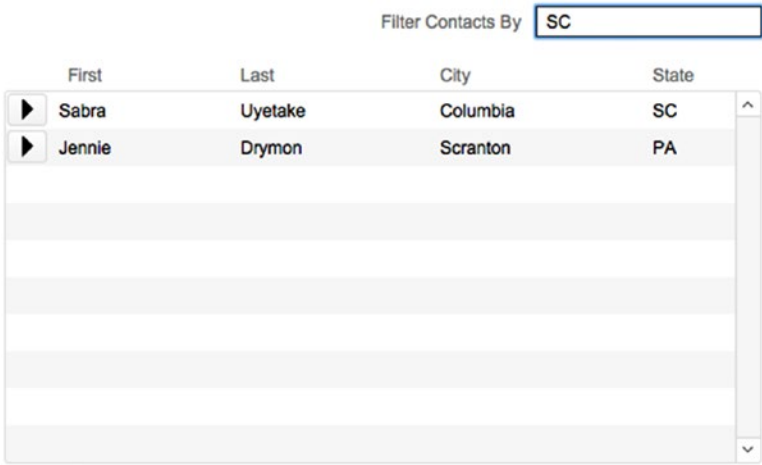 Filter Contacts By SC
First Last City State
Sabra Uyetake Columbia SC
Jennie Drymon Scranton PA